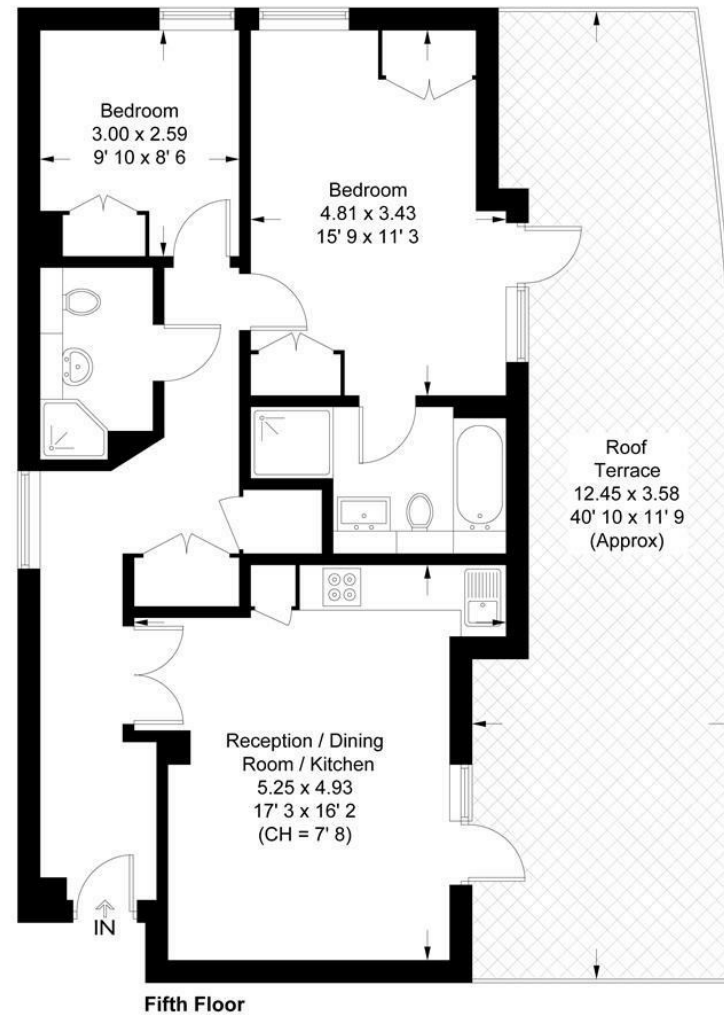 Bedroom
3.00 x 2.59
9' 10 x 8' 6
Bedroom
4.81 x 3.43
15' 9 x 11' 3
Roof
Terrace
12.45 x 3.58
40' 10 x 11' 9
(Approx)
Reception / Dining
Room / Kitchen
5.25 x 4.93
17' 3 x 16' 2
(CH = 7' 8)
IN
Fifth Floor